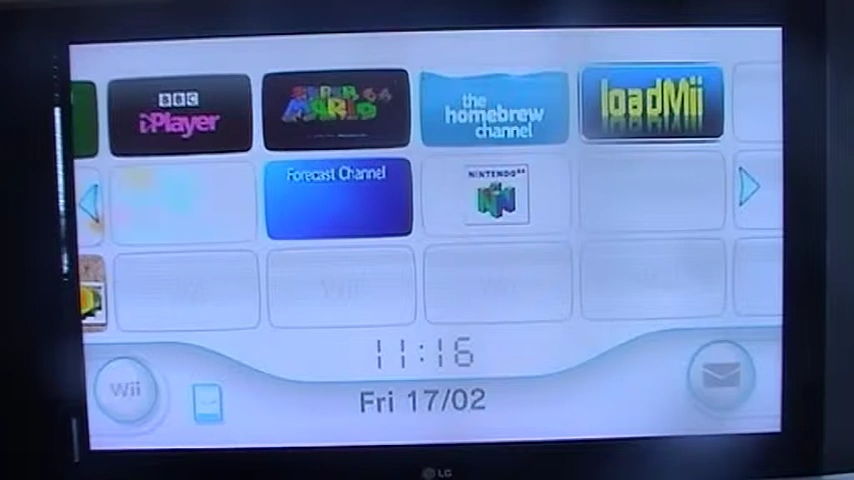 BBC
iPlayer
SUPER
MARIO 64
the
homebrew
channel
loadMii
Forecast Channel
NINTENDO64
11:16
Wii
Fri 17/02
LG